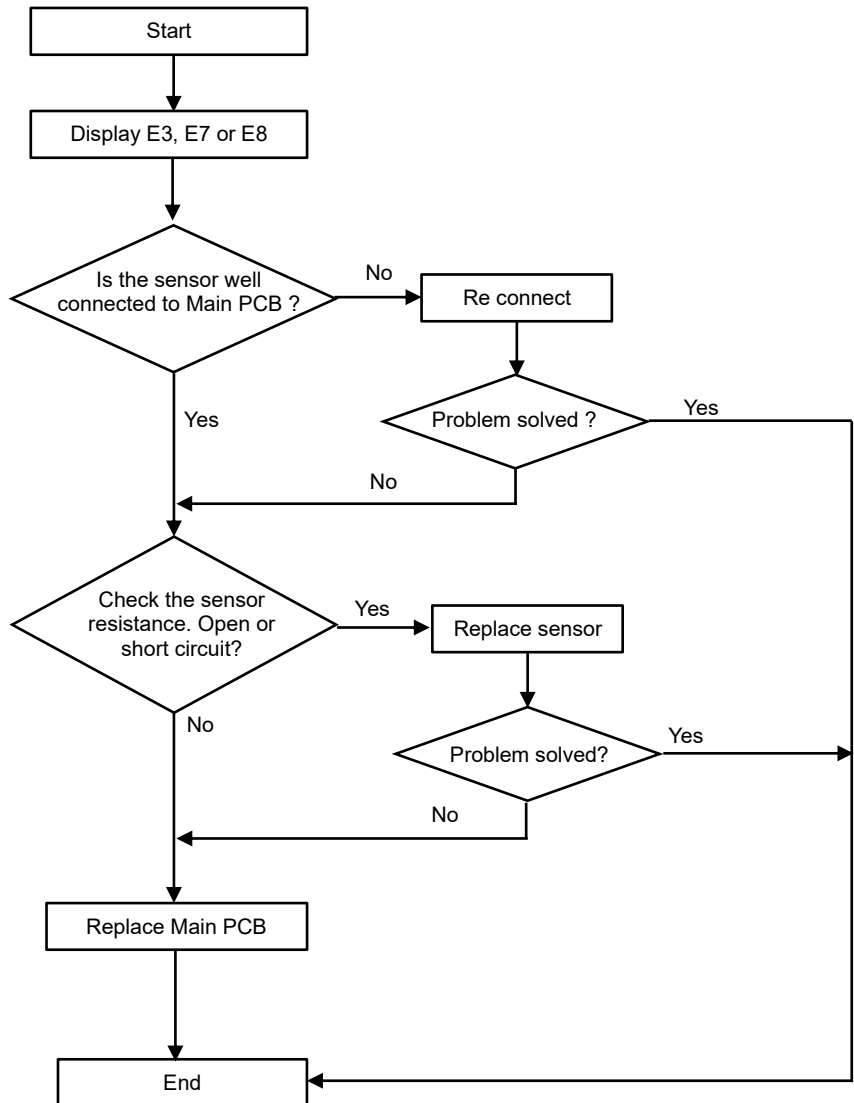 Start
Display E3, E7 or E8
Is the sensor well
connected to Main PCB ?
No
Re connect
Yes
Problem solved ?
Yes
No
Check the sensor
resistance. Open or
short circuit?
Yes
Replace sensor
No
Problem solved?
Yes
No
Replace Main PCB
End